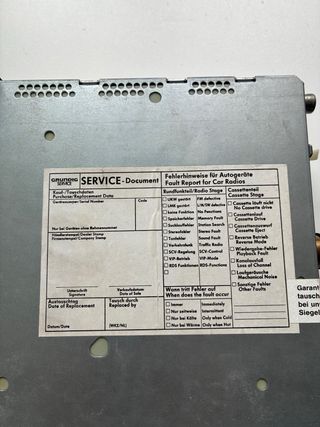 GRUNDIG
SERVICE
SERVICE-Document
Kauf-/Tauschdaten
Purchase/Replacement Data
Gerätenummer/Serial Number
Code
Nur bei Geräten ohne Rahmennummer
Händlerstempel/Dealer Stamp
Firmenstempel/Company Stamp
Unterschrift
Signature
Verkaufsdatum
Date of Sale
Austauschtag
Date of Replacement
Tausch durch
Replaced by
Datum/Date
(WKZ/NL)
Fehlerhinweise für Autogeräte
Fault Report for Car Radios
Rundfunkteil/Radio Stage
UKW gestört FM defective
LMK gestört L/M/SW defective
keine Funktion No Functions
Speicherfehler Memory Fault
Suchlauffehler Station Search
Stereofehler Stereo Fault
Tonfehler Sound Fault
Verkehrsfunk Traffic Radio
SCV-Regelung SCV-Control
VIP-Betrieb VIP-Mode
RDS Funktionen RDS-Functions
Cassettenteil
Cassette Stage
Cassette läuft nicht
No Cassette drive
Cassetteneinzug
Cassette Drive
Cassettenauswurf
Cassette Eject
Reverse Betrieb
Reverse Mode
Wiedergabe-Fehler
Playback Fault
Kanalausfall
Loss of Channel
Laufgeräusche
Mechanical Noise
Sonstige Fehler
Other Faults
Wann tritt Fehler auf
When does the fault occur
Immer Immediately
Nur zeitweise Intermittent
Nur bei Kälte Only when Cold
Nur bei Wärme Only when Hot
Garant
tausch
bei un
Siegel